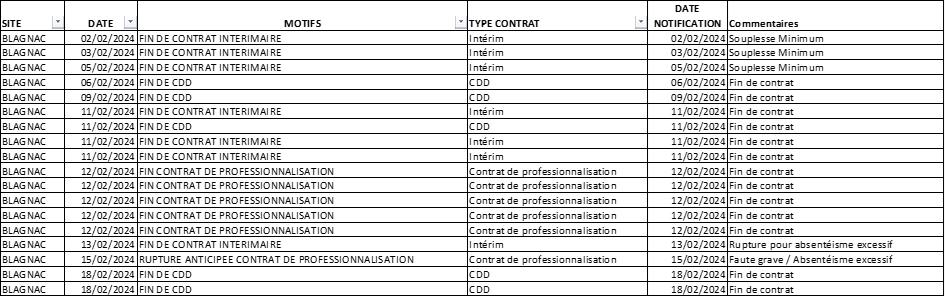 DATE
SITE DATE MOTIFS TYPE CONTRAT NOTIFICATION Commentaires
BLAGNAC 02/02/2024 FIN DE CONTRAT INTERIMAIRE Intérim 02/02/2024 Souplesse Minimum
BLAGNAC 03/02/2024 FIN DE CONTRAT INTERIMAIRE Intérim 03/02/2024 Souplesse Minimum
BLAGNAC 05/02/2024 FIN DE CONTRAT INTERIMAIRE Intérim 05/02/2024 Souplesse Minimum
BLAGNAC 06/02/2024 FIN DE CDD CDD 06/02/2024 Fin de contrat
BLAGNAC 09/02/2024 FIN DE CDD CDD 09/02/2024 Fin de contrat
BLAGNAC 11/02/2024 FIN DE CONTRAT INTERIMAIRE Intérim 11/02/2024 Fin de contrat
BLAGNAC 11/02/2024 FIN DE CDD CDD 11/02/2024 Fin de contrat
BLAGNAC 11/02/2024 FIN DE CONTRAT INTERIMAIRE Intérim 11/02/2024 Fin de contrat
BLAGNAC 11/02/2024 FIN DE CONTRAT INTERIMAIRE Intérim 11/02/2024 Fin de contrat
BLAGNAC 12/02/2024 FIN CONTRAT DE PROFESSIONNALISATION Contrat de professionnalisation 12/02/2024 Fin de contrat
BLAGNAC 12/02/2024 FIN CONTRAT DE PROFESSIONNALISATION Contrat de professionnalisation 12/02/2024 Fin de contrat
BLAGNAC 12/02/2024 FIN CONTRAT DE PROFESSIONNALISATION Contrat de professionnalisation 12/02/2024 Fin de contrat
BLAGNAC 12/02/2024 FIN CONTRAT DE PROFESSIONNALISATION Contrat de professionnalisation 12/02/2024 Fin de contrat
BLAGNAC 12/02/2024 FIN CONTRAT DE PROFESSIONNALISATION Contrat de professionnalisation 12/02/2024 Fin de contrat
BLAGNAC 13/02/2024 FIN DE CONTRAT INTERIMAIRE Intérim 13/02/2024 Rupture pour absentéisme excessif
BLAGNAC 15/02/2024 RUPTURE ANTICIPEE CONTRAT DE PROFESSIONNALISATION Contrat de professionnalisation 15/02/2024 Faute grave / Absentéisme excessif
BLAGNAC 18/02/2024 FIN DE CDD CDD 18/02/2024 Fin de contrat
BLAGNAC 18/02/2024 FIN DE CDD CDD 18/02/2024 Fin de contrat